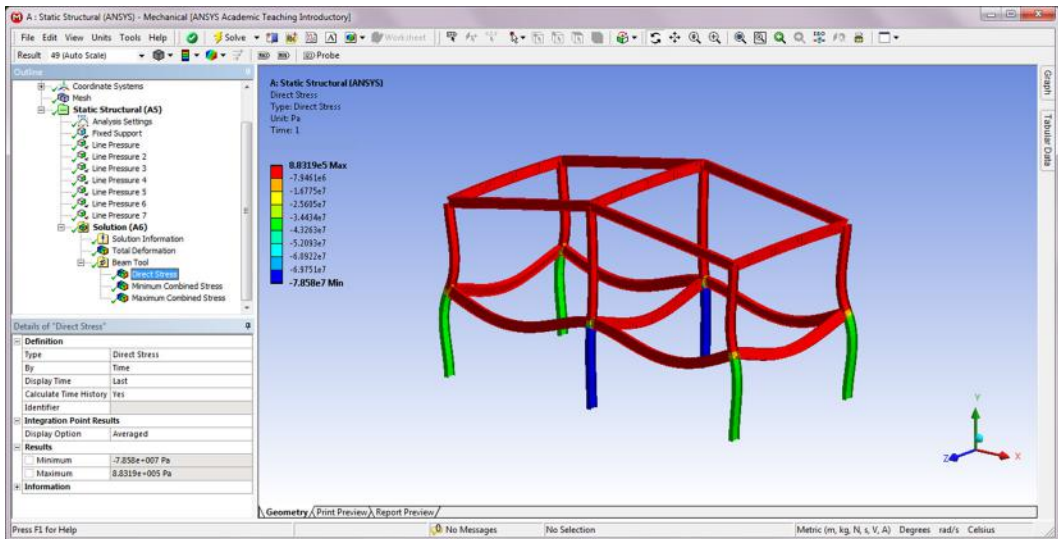 A : Static Structural (ANSYS) - Mechanical [ANSYS Academic Teaching Introductory]
File Edit View Units Tools Help Solve Worksheet
Result 49 (Auto Scale) Probe
Outline
Coordinate Systems
Mesh
Static Structural (A5)
Analysis Settings
Fixed Support
Line Pressure
Line Pressure 2
Line Pressure 3
Line Pressure 4
Line Pressure 5
Line Pressure 6
Line Pressure 7
Solution (A6)
Solution Information
Total Deformation
Beam Tool
Direct Stress
Minimum Combined Stress
Maximum Combined Stress
Details of "Direct Stress"
Definition
Type Direct Stress
By Time
Display Time Last
Calculate Time History Yes
Identifier
Integration Point Results
Display Option Averaged
Results
Minimum -7.858e+007 Pa
Maximum 8.8319e+005 Pa
Information
A: Static Structural (ANSYS)
Direct Stress
Type: Direct Stress
Unit: Pa
Time: 1
8.8319e5 Max
-7.9461e6
-1.6775e7
-2.5605e7
-3.4434e7
-4.3263e7
-5.2093e7
-6.0922e7
-6.9751e7
-7.858e7 Min
Y
Z
X
Geometry Print Preview Report Preview
Graph
Tabular Data
Press F1 for Help No Messages No Selection Metric (m, kg, N, s, V, A) Degrees rad/s Celsius